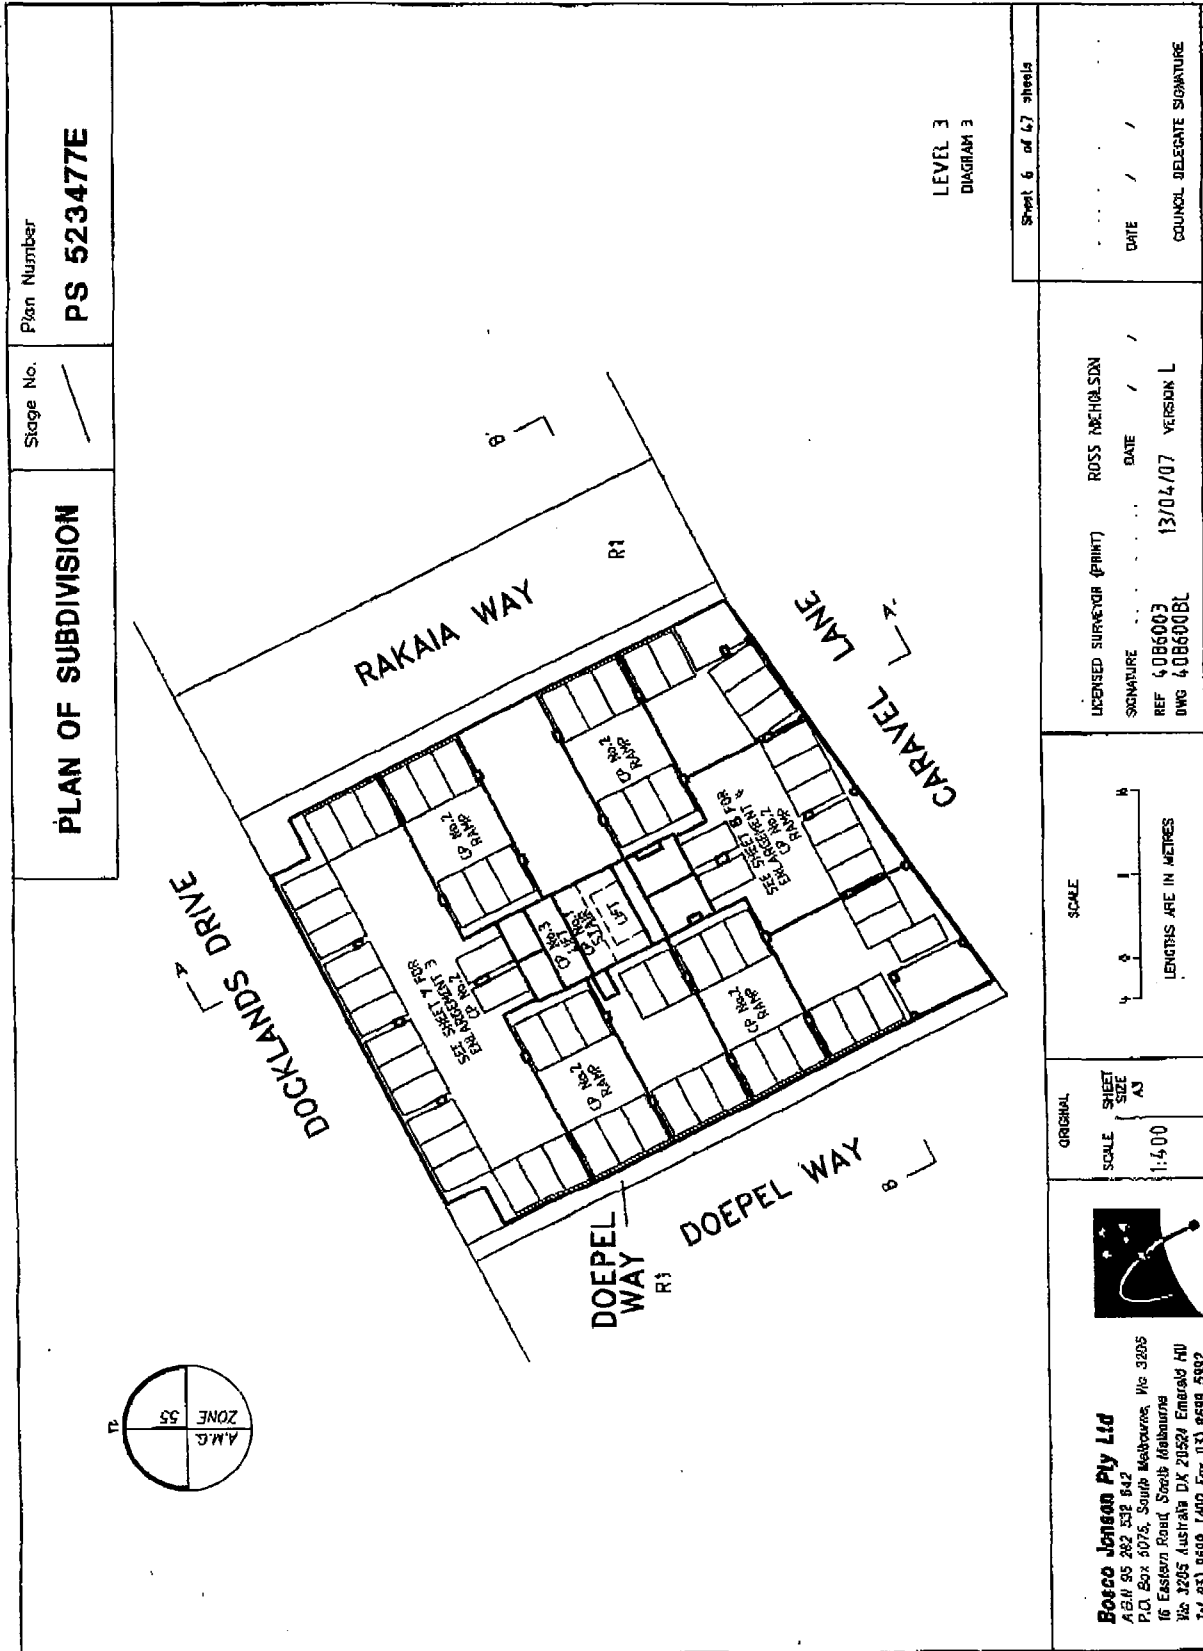 PLAN OF SUBDIVISION
Stage No.
Plan Number
PS 523477E
A.M.G.
ZONE 55
DOCKLANDS DRIVE
RAKAIA WAY
R1
CARAVEL LANE
DOEPEL WAY
DOEPEL
WAY
R1
A
A'
B
B'
SEE SHEET 7 FOR
ENLARGEMENT 3
CP No.2
CP No.2
RAMP
CP No.2
RAMP
CP No.2
RAMP
CP No.2
RAMP
CP No.3
LIFT
CP No.1
STAIR
LIFT
SEE SHEET 8 FOR
ENLARGEMENT 4
CP No.2
RAMP
LEVEL 3
DIAGRAM 3
Sheet 6 of 47 sheets
Bosco Jonson Pty Ltd
A.B.N 95 282 532 642
P.O. Box 5075, South Melbourne, Vic 3205
16 Eastern Road South Melbourne
Vic 3205 Australia DX 20524 Emerald Hill
ORIGINAL
SCALE
SHEET
SIZE
A3
1:400
SCALE
4 0 16
LENGTHS ARE IN METRES
LICENSED SURVEYOR (PRINT) ROSS NICHOLSON
SIGNATURE . . . . . . DATE / /
REF 40B6003
DWG 40B600BL
13/04/07 VERSION L
DATE / /
COUNCIL DELEGATE SIGNATURE